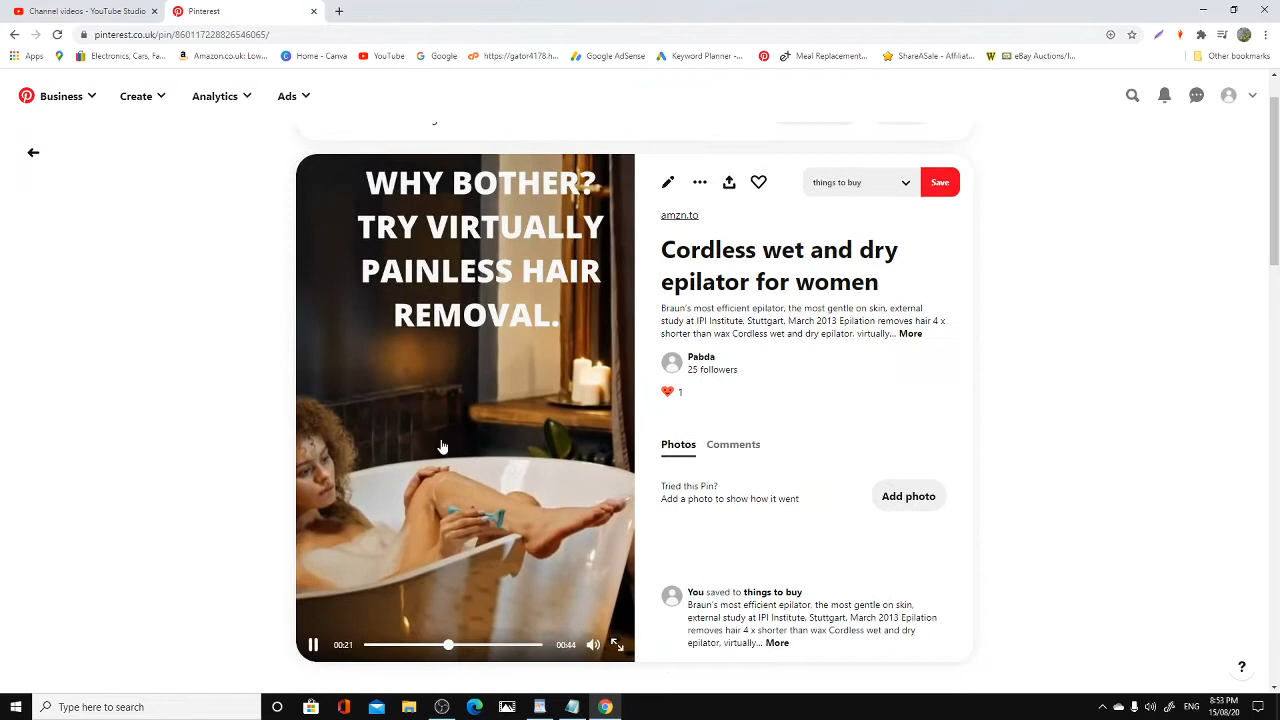 Channel videos - YouTube Studio
Pinterest
pinterest.co.uk/pin/860117228826546065/
Apps
Electronics, Cars, Fa...
Amazon.co.uk: Low...
Home - Canva
YouTube
Google
https://gator4178.h...
Google AdSense
Keyword Planner -...
Meal Replacement...
ShareASale - Affiliat...
eBay Auctions/I...
Other bookmarks
Business
Create
Analytics
Ads
WHY BOTHER?
TRY VIRTUALLY
PAINLESS HAIR
REMOVAL.
00:21
00:44
things to buy
Save
amzn.to
Cordless wet and dry
epilator for women
Braun's most efficient epilator, the most gentle on skin, external
study at IPI Institute, Stuttgart, March 2013 Epilation removes hair 4 x
shorter than wax Cordless wet and dry epilator. virtually... More
Pabda
25 followers
1
Photos Comments
Tried this Pin?
Add a photo to show how it went
Add photo
You saved to things to buy
Braun's most efficient epilator, the most gentle on skin,
external study at IPI Institute, Stuttgart, March 2013 Epilation
removes hair 4 x shorter than wax Cordless wet and dry
epilator, virtually... More
?
Type here to search
ENG
8:53 PM
15/08/20